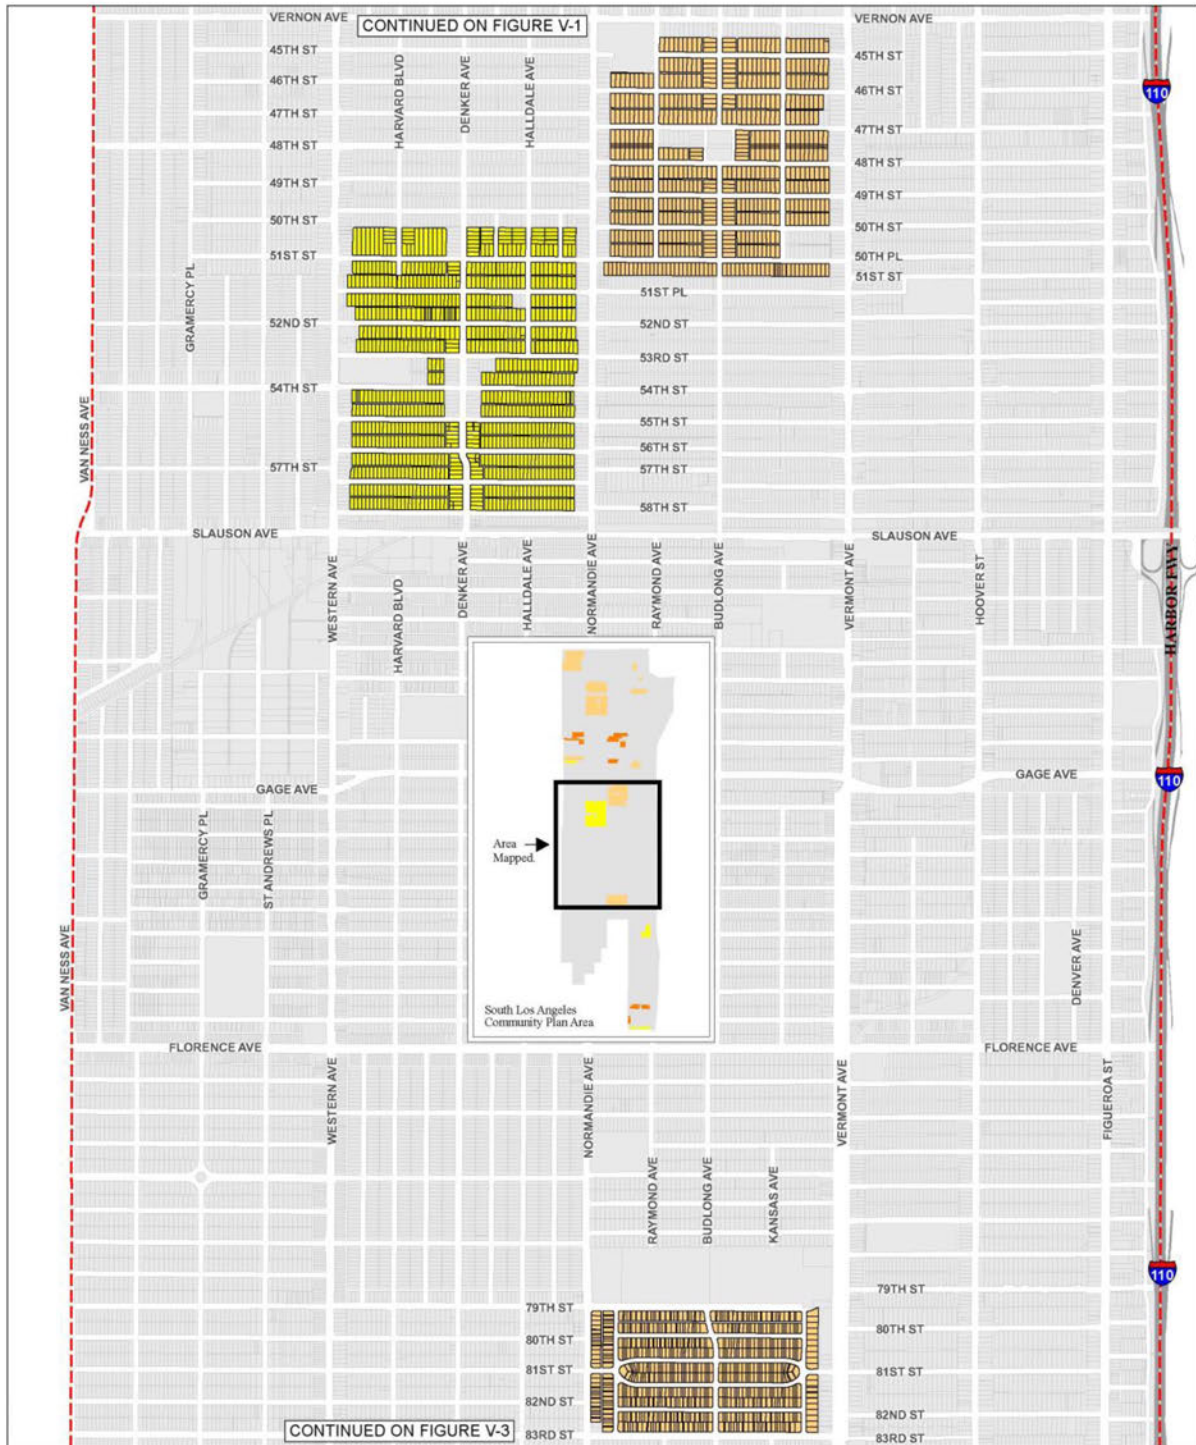 VERNON AVE
CONTINUED ON FIGURE V-1
VERNON AVE
45TH ST
45TH ST
46TH ST
46TH ST
47TH ST
47TH ST
48TH ST
48TH ST
49TH ST
49TH ST
50TH ST
50TH ST
51ST ST
50TH PL
51ST ST
HARVARD BLVD
DENKER AVE
HALLDALE AVE
110
GRAMERCY PL
51ST PL
52ND ST
52ND ST
53RD ST
54TH ST
54TH ST
55TH ST
56TH ST
57TH ST
57TH ST
58TH ST
VAN NESS AVE
SLAUSON AVE
SLAUSON AVE
WESTERN AVE
HARVARD BLVD
DENKER AVE
HALLDALE AVE
NORMANDIE AVE
RAYMOND AVE
BUDLONG AVE
VERMONT AVE
HOOVER ST
HARBOR FWY
GAGE AVE
GAGE AVE
110
GRAMERCY PL
ST ANDREWS PL
Area
Mapped.
South Los Angeles
Community Plan Area
VAN NESS AVE
DENVER AVE
FLORENCE AVE
FLORENCE AVE
WESTERN AVE
NORMANDIE AVE
VERMONT AVE
FIGUEROA ST
RAYMOND AVE
BUDLONG AVE
KANSAS AVE
110
79TH ST
79TH ST
80TH ST
80TH ST
81ST ST
81ST ST
82ND ST
82ND ST
CONTINUED ON FIGURE V-3
83RD ST
83RD ST